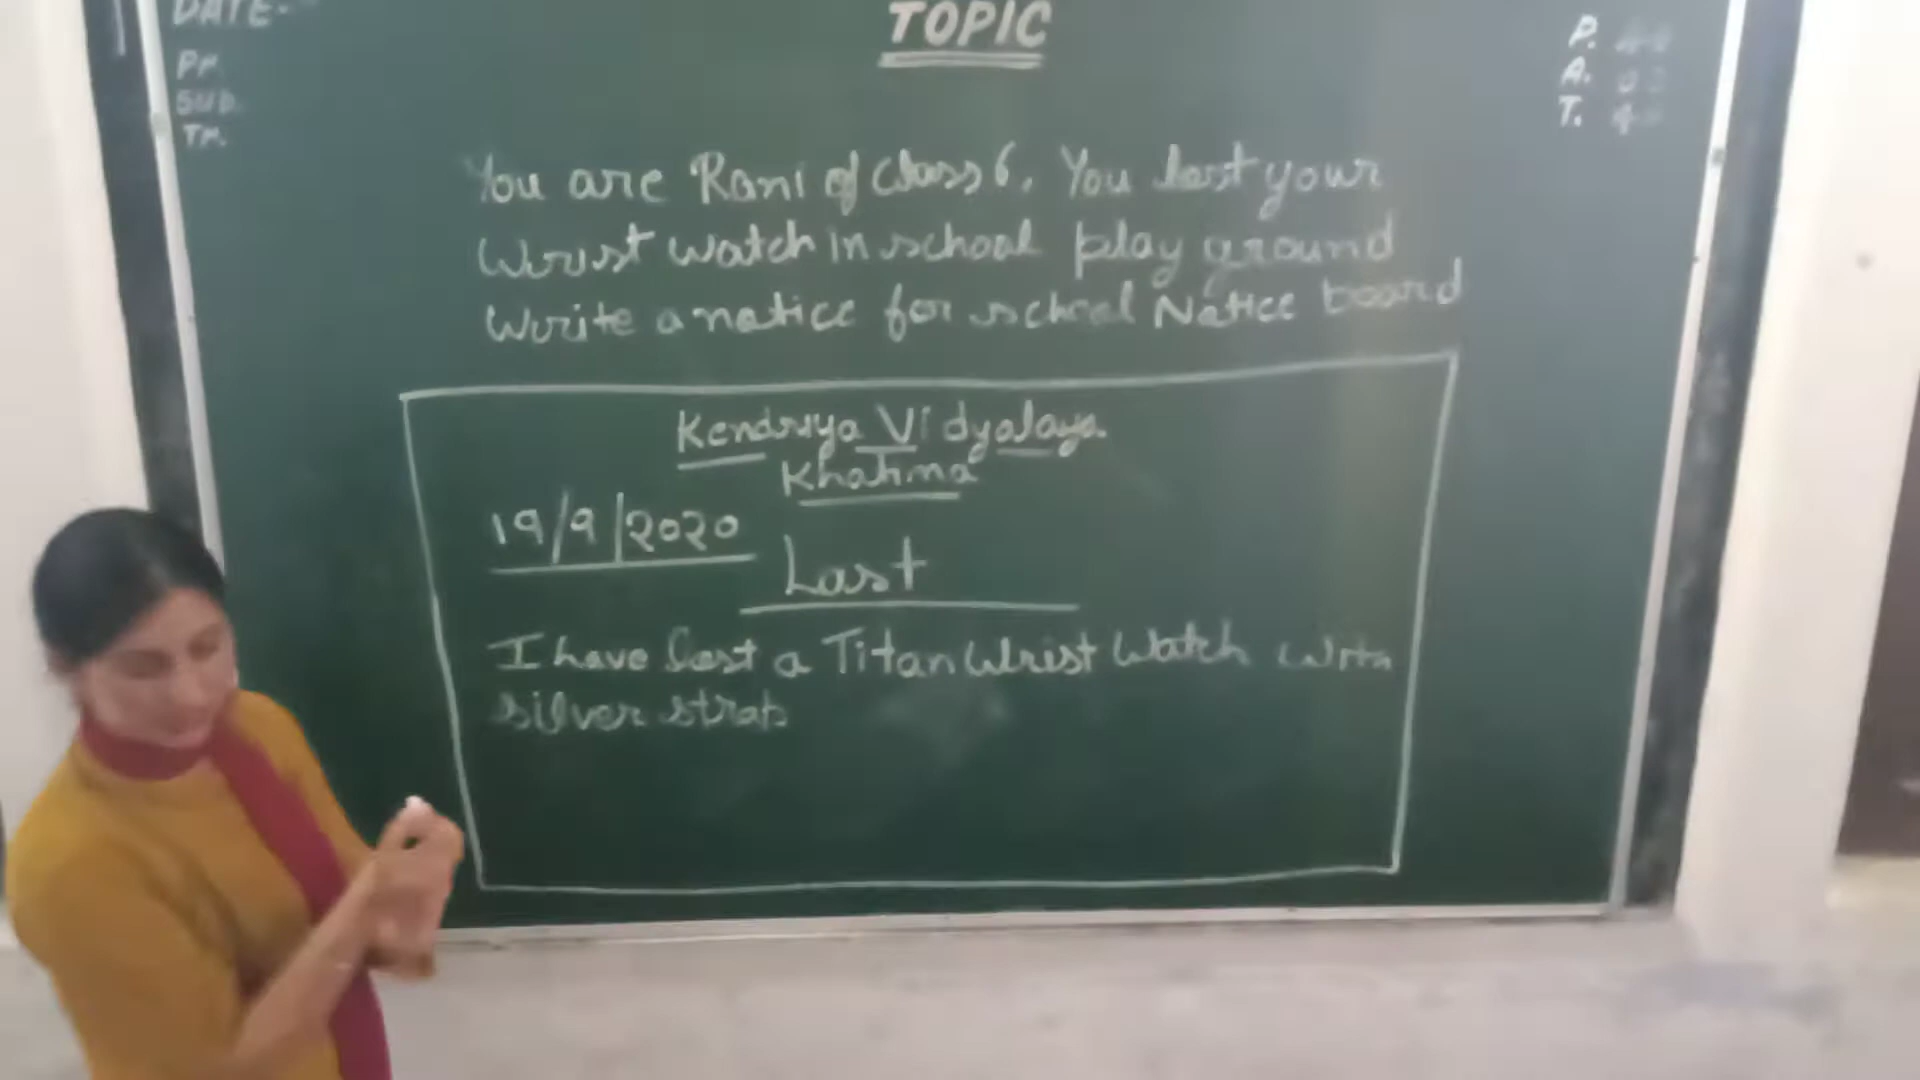 DATE-
TOPIC
P.
PR.
A.
SUB.
T.
TR.
You are Rani of class 6. You lost your
Wrist watch in school play ground
Write a notice for school Notice board
Kendriya Vidyalaya
Khatima
19/9/2020
Lost
I have lost a Titan Wrist Watch with
silver strap